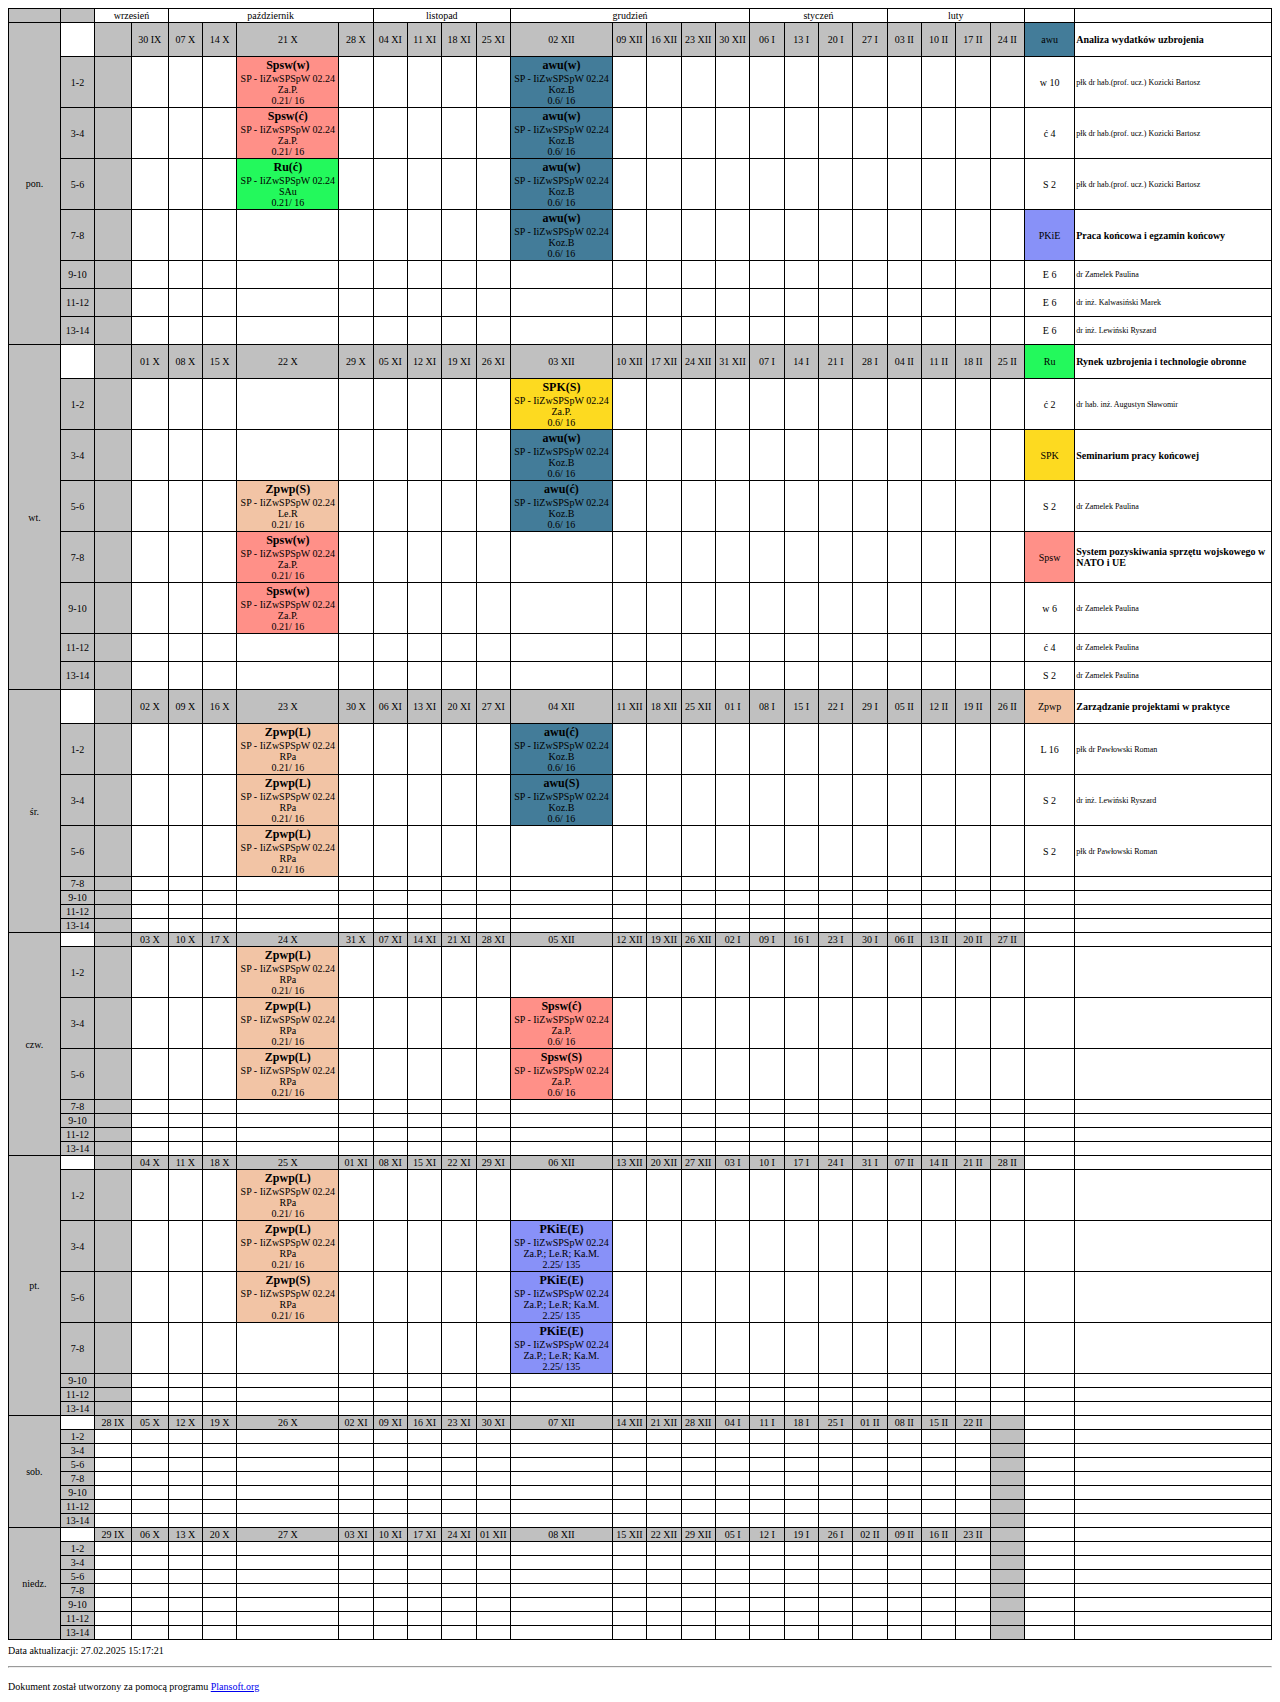 wrzesień październik listopad grudzień styczeń luty
pon. 30 IX 07 X 14 X 21 X 28 X 04 XI 11 XI 18 XI 25 XI 02 XII 09 XII 16 XII 23 XII 30 XII 06 I 13 I 20 I 27 I 03 II 10 II 17 II 24 II awu Analiza wydatków uzbrojenia
1-2 Spsw(w) SP - IiZwSPSpW 02.24 Za.P. 0.21/ 16 awu(w) SP - IiZwSPSpW 02.24 Koz.B 0.6/ 16 w 10 płk dr hab.(prof. ucz.) Kozicki Bartosz
3-4 Spsw(ć) SP - IiZwSPSpW 02.24 Za.P. 0.21/ 16 awu(w) SP - IiZwSPSpW 02.24 Koz.B 0.6/ 16 ć 4 płk dr hab.(prof. ucz.) Kozicki Bartosz
5-6 Ru(ć) SP - IiZwSPSpW 02.24 SAu 0.21/ 16 awu(w) SP - IiZwSPSpW 02.24 Koz.B 0.6/ 16 S 2 płk dr hab.(prof. ucz.) Kozicki Bartosz
7-8 awu(w) SP - IiZwSPSpW 02.24 Koz.B 0.6/ 16 PKiE Praca końcowa i egzamin końcowy
9-10 E 6 dr Zamelek Paulina
11-12 E 6 dr inż. Kalwasiński Marek
13-14 E 6 dr inż. Lewiński Ryszard
wt. 01 X 08 X 15 X 22 X 29 X 05 XI 12 XI 19 XI 26 XI 03 XII 10 XII 17 XII 24 XII 31 XII 07 I 14 I 21 I 28 I 04 II 11 II 18 II 25 II Ru Rynek uzbrojenia i technologie obronne
1-2 SPK(S) SP - IiZwSPSpW 02.24 Za.P. 0.6/ 16 ć 2 dr hab. inż. Augustyn Sławomir
3-4 awu(w) SP - IiZwSPSpW 02.24 Koz.B 0.6/ 16 SPK Seminarium pracy końcowej
5-6 Zpwp(S) SP - IiZwSPSpW 02.24 Le.R 0.21/ 16 awu(ć) SP - IiZwSPSpW 02.24 Koz.B 0.6/ 16 S 2 dr Zamelek Paulina
7-8 Spsw(w) SP - IiZwSPSpW 02.24 Za.P. 0.21/ 16 Spsw System pozyskiwania sprzętu wojskowego w NATO i UE
9-10 Spsw(w) SP - IiZwSPSpW 02.24 Za.P. 0.21/ 16 w 6 dr Zamelek Paulina
11-12 ć 4 dr Zamelek Paulina
13-14 S 2 dr Zamelek Paulina
śr. 02 X 09 X 16 X 23 X 30 X 06 XI 13 XI 20 XI 27 XI 04 XII 11 XII 18 XII 25 XII 01 I 08 I 15 I 22 I 29 I 05 II 12 II 19 II 26 II Zpwp Zarządzanie projektami w praktyce
1-2 Zpwp(L) SP - IiZwSPSpW 02.24 RPa 0.21/ 16 awu(ć) SP - IiZwSPSpW 02.24 Koz.B 0.6/ 16 L 16 płk dr Pawłowski Roman
3-4 Zpwp(L) SP - IiZwSPSpW 02.24 RPa 0.21/ 16 awu(S) SP - IiZwSPSpW 02.24 Koz.B 0.6/ 16 S 2 dr inż. Lewiński Ryszard
5-6 Zpwp(L) SP - IiZwSPSpW 02.24 RPa 0.21/ 16 S 2 płk dr Pawłowski Roman
7-8
9-10
11-12
13-14
czw. 03 X 10 X 17 X 24 X 31 X 07 XI 14 XI 21 XI 28 XI 05 XII 12 XII 19 XII 26 XII 02 I 09 I 16 I 23 I 30 I 06 II 13 II 20 II 27 II
1-2 Zpwp(L) SP - IiZwSPSpW 02.24 RPa 0.21/ 16
3-4 Zpwp(L) SP - IiZwSPSpW 02.24 RPa 0.21/ 16 Spsw(ć) SP - IiZwSPSpW 02.24 Za.P. 0.6/ 16
5-6 Zpwp(L) SP - IiZwSPSpW 02.24 RPa 0.21/ 16 Spsw(S) SP - IiZwSPSpW 02.24 Za.P. 0.6/ 16
7-8
9-10
11-12
13-14
pt. 04 X 11 X 18 X 25 X 01 XI 08 XI 15 XI 22 XI 29 XI 06 XII 13 XII 20 XII 27 XII 03 I 10 I 17 I 24 I 31 I 07 II 14 II 21 II 28 II
1-2 Zpwp(L) SP - IiZwSPSpW 02.24 RPa 0.21/ 16
3-4 Zpwp(L) SP - IiZwSPSpW 02.24 RPa 0.21/ 16 PKiE(E) SP - IiZwSPSpW 02.24 Za.P.; Le.R; Ka.M. 2.25/ 135
5-6 Zpwp(S) SP - IiZwSPSpW 02.24 RPa 0.21/ 16 PKiE(E) SP - IiZwSPSpW 02.24 Za.P.; Le.R; Ka.M. 2.25/ 135
7-8 PKiE(E) SP - IiZwSPSpW 02.24 Za.P.; Le.R; Ka.M. 2.25/ 135
9-10
11-12
13-14
sob. 28 IX 05 X 12 X 19 X 26 X 02 XI 09 XI 16 XI 23 XI 30 XI 07 XII 14 XII 21 XII 28 XII 04 I 11 I 18 I 25 I 01 II 08 II 15 II 22 II
1-2
3-4
5-6
7-8
9-10
11-12
13-14
niedz. 29 IX 06 X 13 X 20 X 27 X 03 XI 10 XI 17 XI 24 XI 01 XII 08 XII 15 XII 22 XII 29 XII 05 I 12 I 19 I 26 I 02 II 09 II 16 II 23 II
1-2
3-4
5-6
7-8
9-10
11-12
13-14
Data aktualizacji: 27.02.2025 15:17:21
Dokument został utworzony za pomocą programu Plansoft.org